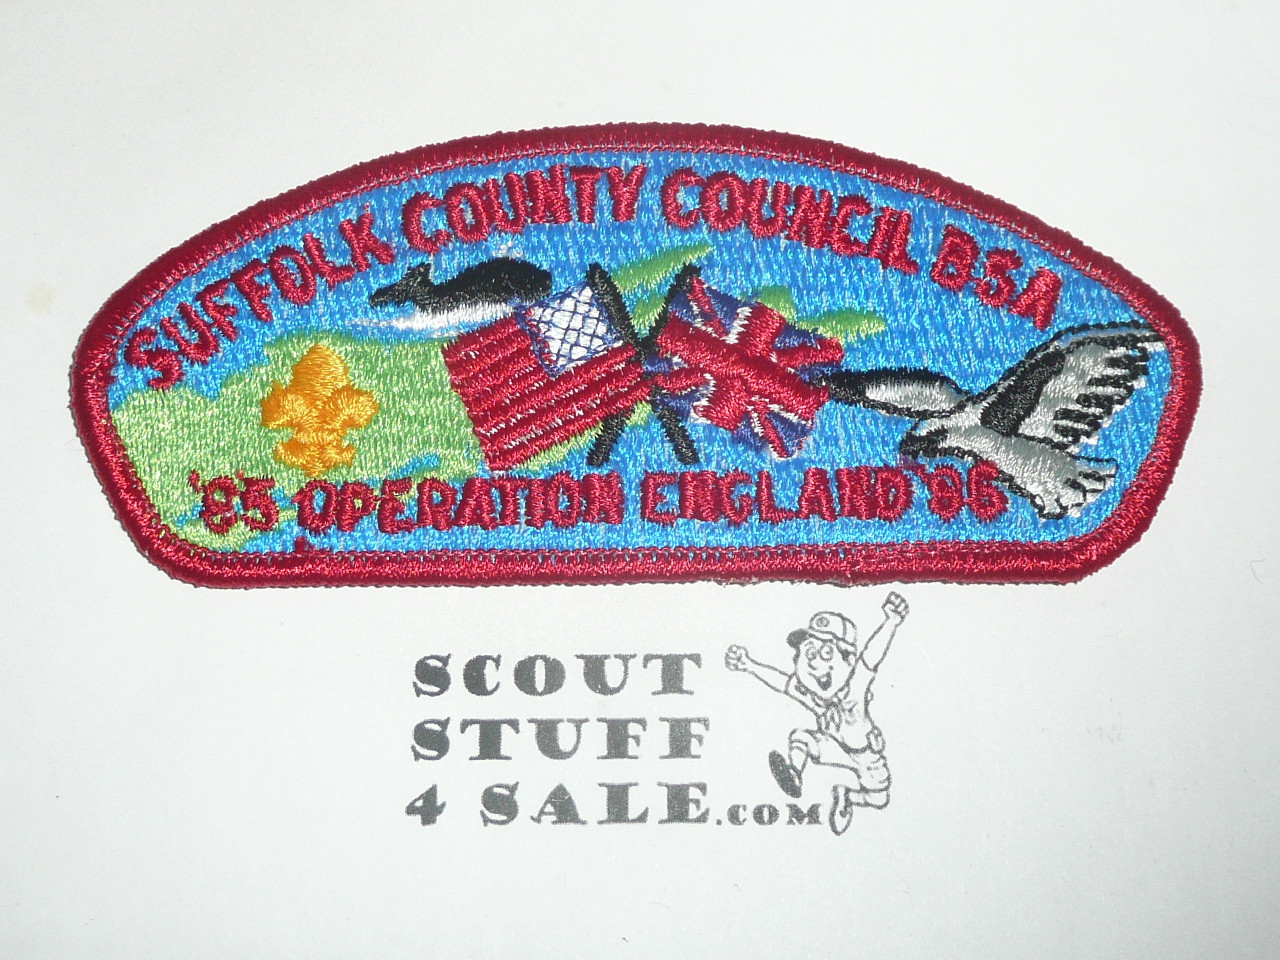 SUFFOLK COUNTY COUNCIL BSA
'85 OPERATION ENGLAND '86
SCOUT
STUFF
4 SALE.COM